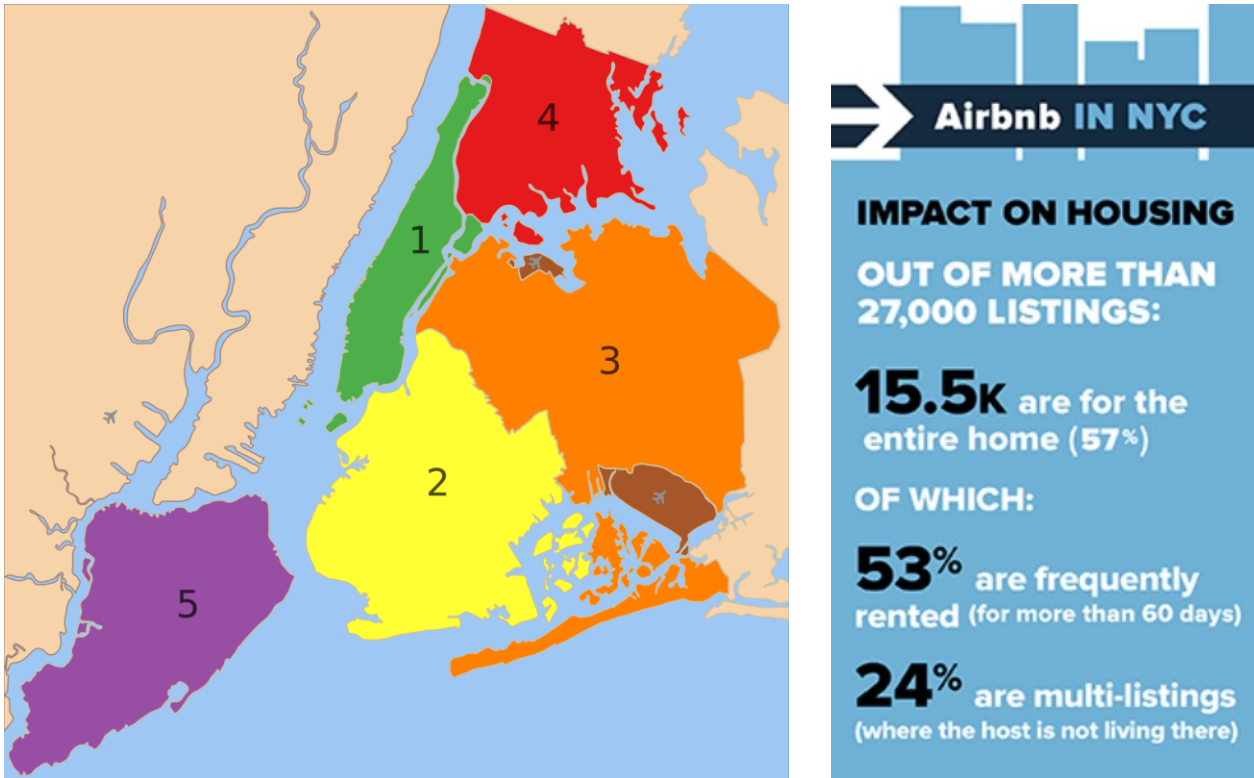 4
1
3
2
5
Airbnb IN NYC
IMPACT ON HOUSING
OUT OF MORE THAN
27,000 LISTINGS:
15.5K are for the
entire home (57%)
OF WHICH:
53% are frequently
rented (for more than 60 days)
24% are multi-listings
(where the host is not living there)